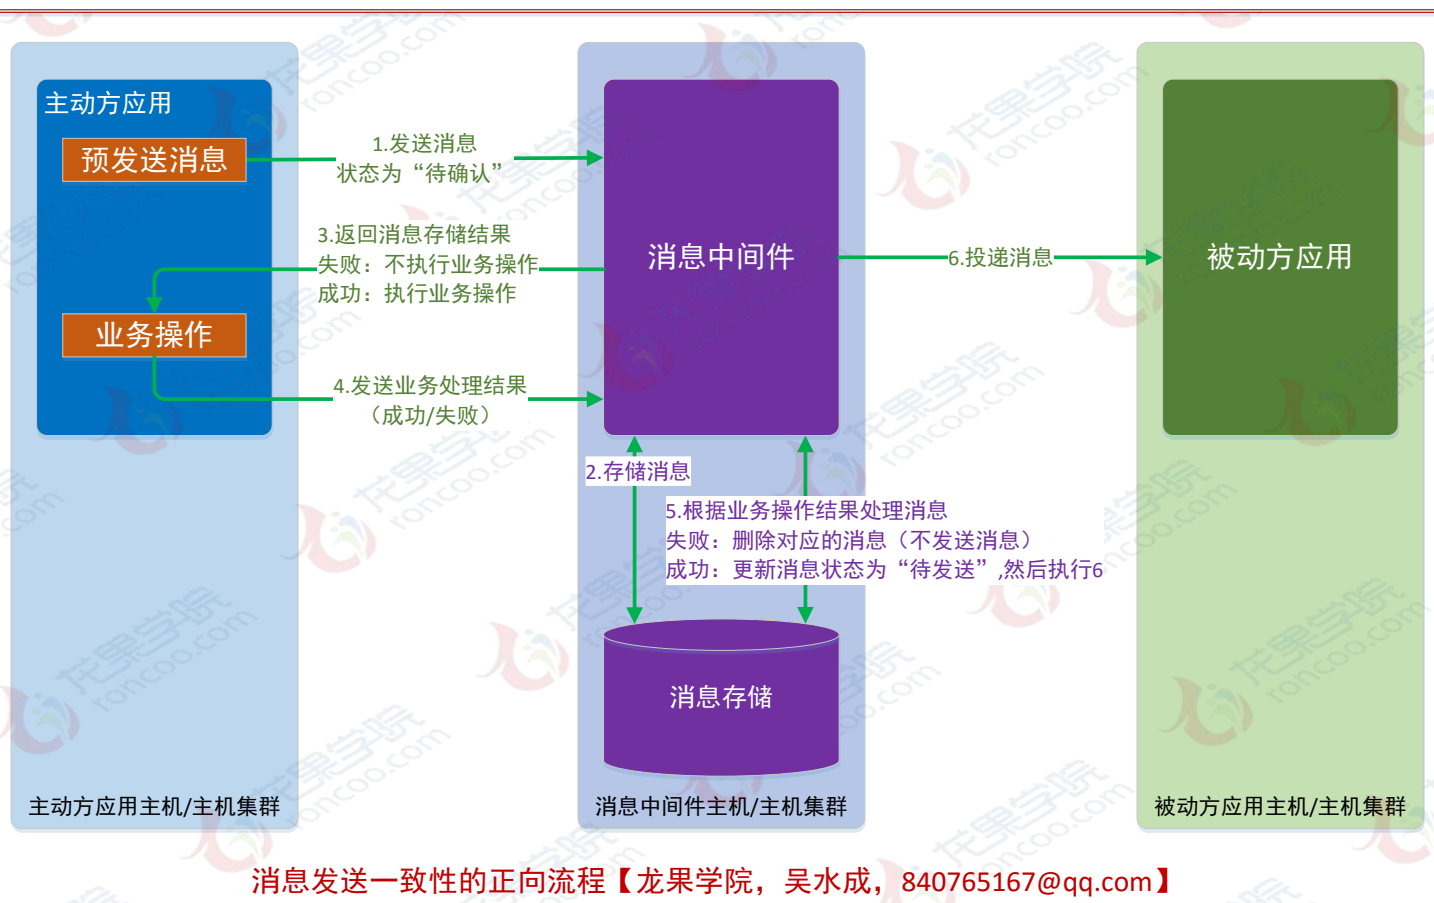 主动方应用
预发送消息
1.发送消息
状态为“待确认”
3.返回消息存储结果
失败：不执行业务操作
成功：执行业务操作
业务操作
4.发送业务处理结果
（成功/失败）
消息中间件
6.投递消息
被动方应用
2.存储消息
5.根据业务操作结果处理消息
失败：删除对应的消息（不发送消息）
成功：更新消息状态为“待发送”,然后执行6
消息存储
主动方应用主机/主机集群
消息中间件主机/主机集群
被动方应用主机/主机集群
消息发送一致性的正向流程【龙果学院，吴水成，840765167@qq.com】
龙果学院
roncoo.com